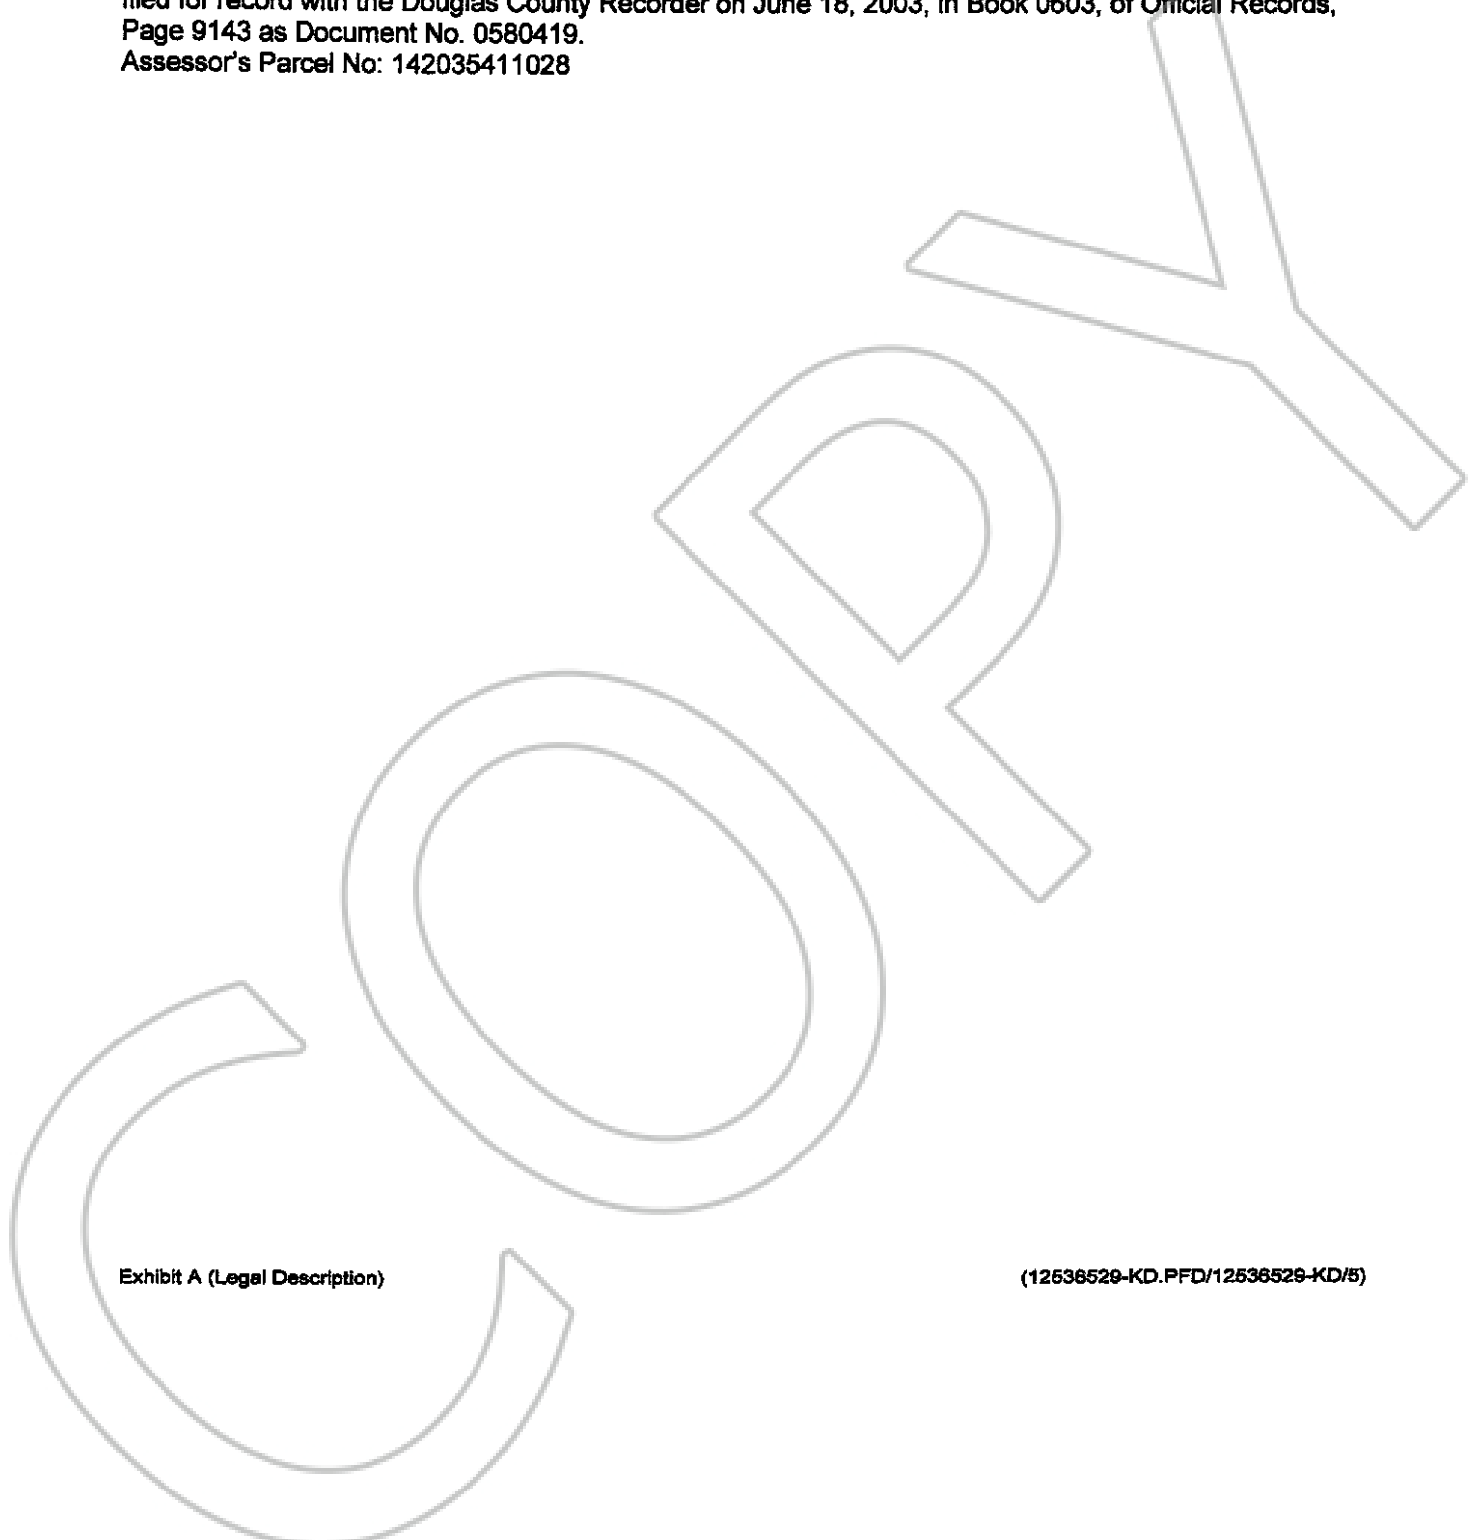 filed for record with the Douglas County Recorder on June 18, 2003, in Book 0603, of Official Records,
Page 9143 as Document No. 0580419.
Assessor's Parcel No: 142035411028
COPY
Exhibit A (Legal Description) (12536529-KD.PFD/12536529-KD/5)